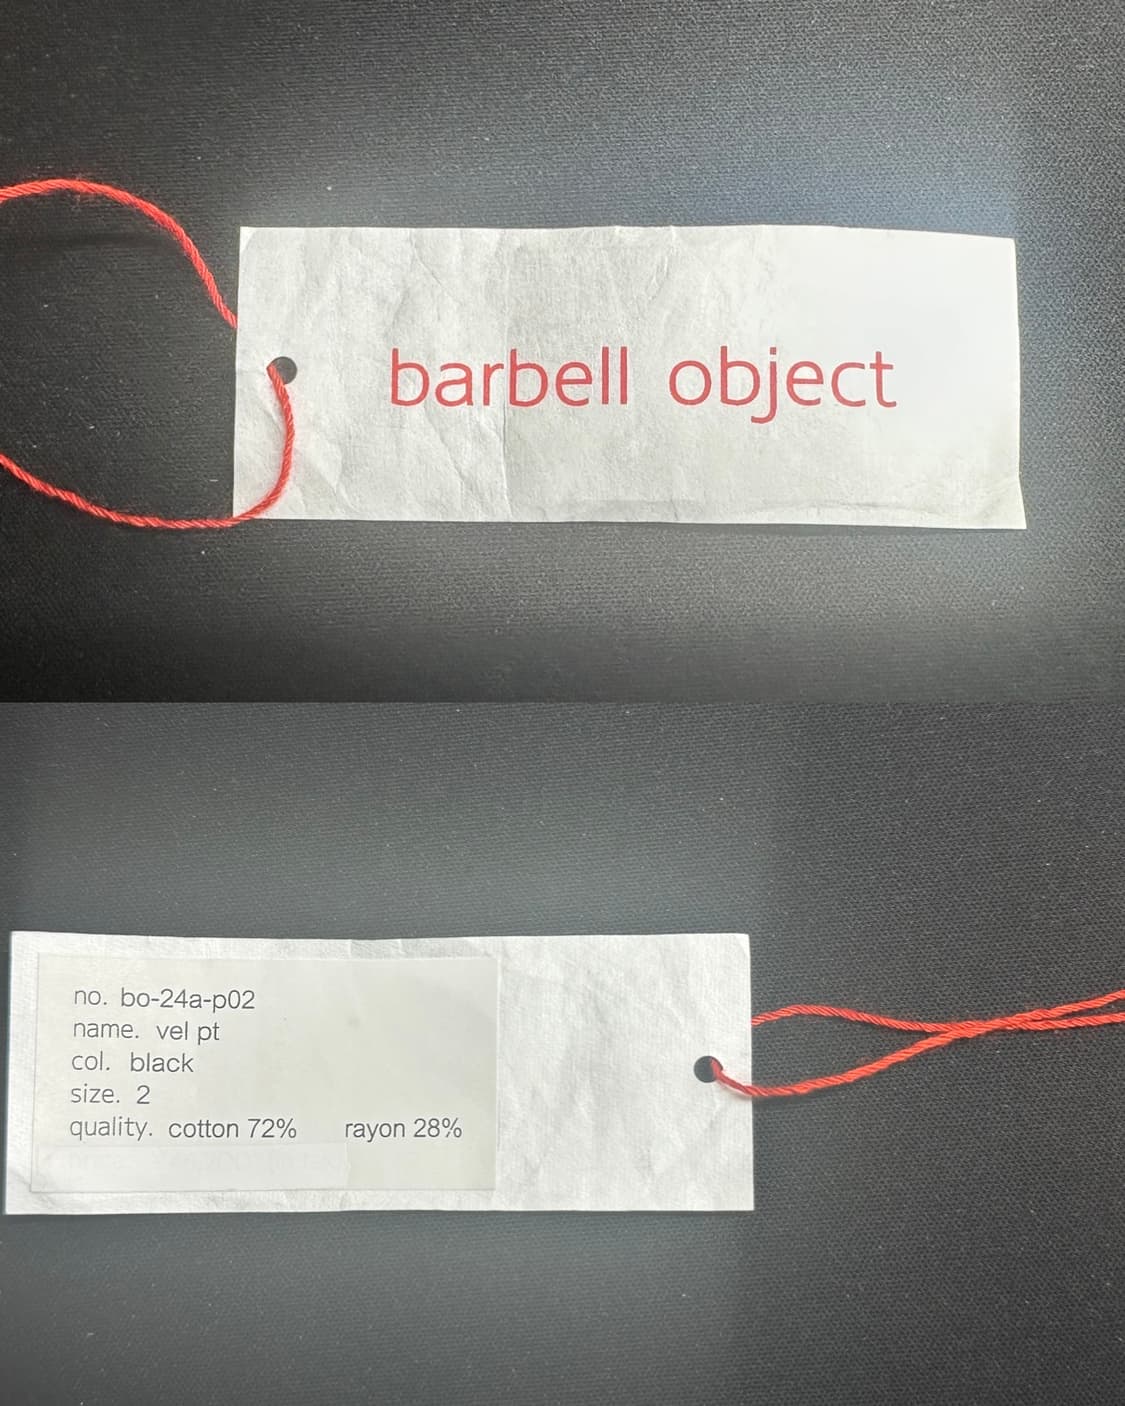 barbell object
no. bo-24a-p02
name. vel pt
col. black
size. 2
quality. cotton 72% rayon 28%